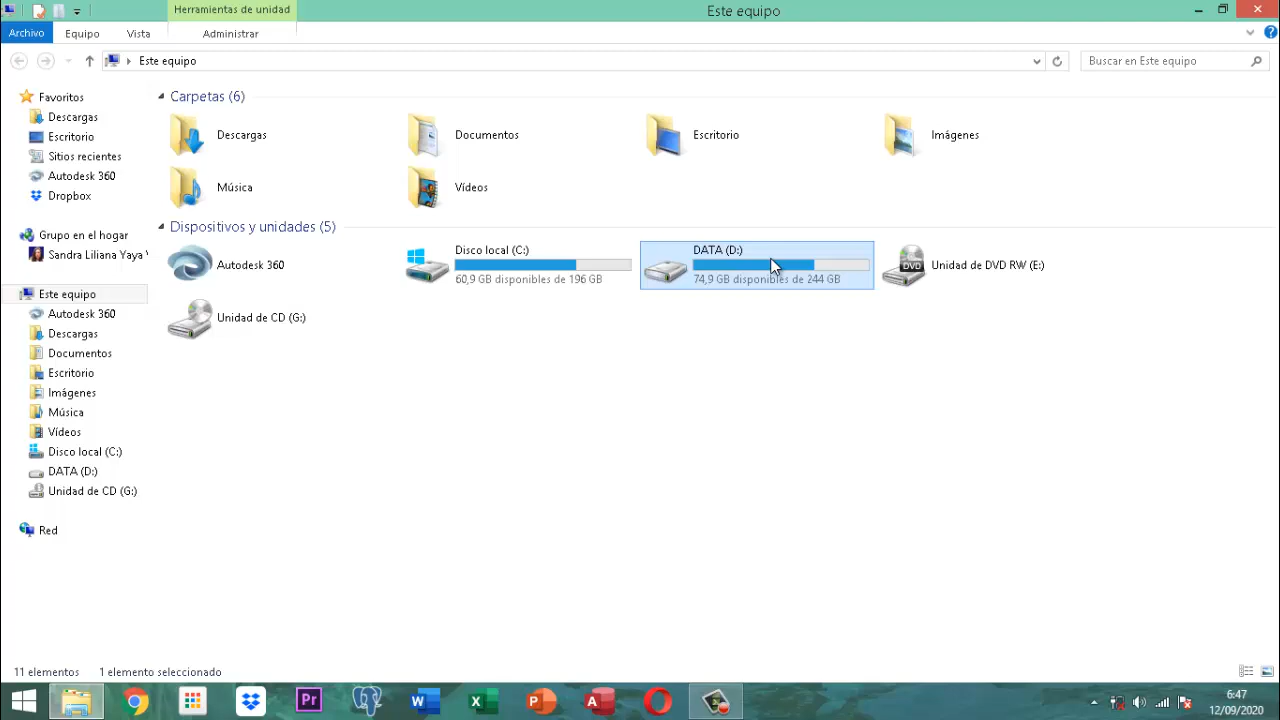 Herramientas de unidad
Este equipo
Archivo
Equipo
Vista
Administrar
Este equipo
Buscar en Este equipo
Favoritos
Descargas
Escritorio
Sitios recientes
Autodesk 360
Dropbox
Grupo en el hogar
Sandra Liliana Yaya
Este equipo
Autodesk 360
Descargas
Documentos
Escritorio
Imágenes
Música
Vídeos
Disco local (C:)
DATA (D:)
Unidad de CD (G:)
Red
Carpetas (6)
Descargas
Documentos
Escritorio
Imágenes
Música
Vídeos
Dispositivos y unidades (5)
Autodesk 360
Disco local (C:)
60,9 GB disponibles de 196 GB
DATA (D:)
74,9 GB disponibles de 244 GB
DVD
Unidad de DVD RW (E:)
Unidad de CD (G:)
11 elementos
1 elemento seleccionado
Pr
W
X
P
A
6:47
12/09/2020